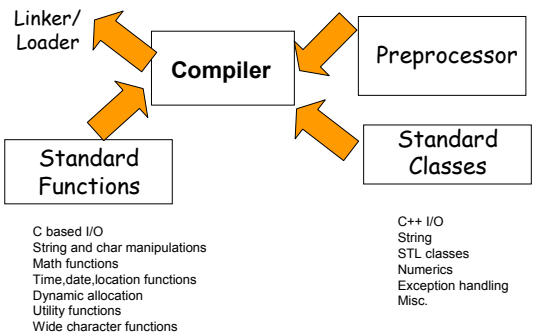 Linker/
Loader
Compiler
Preprocessor
Standard
Functions
Standard
Classes
C based I/O
String and char manipulations
Math functions
Time,date,location functions
Dynamic allocation
Utility functions
Wide character functions
C++ I/O
String
STL classes
Numerics
Exception handling
Misc.